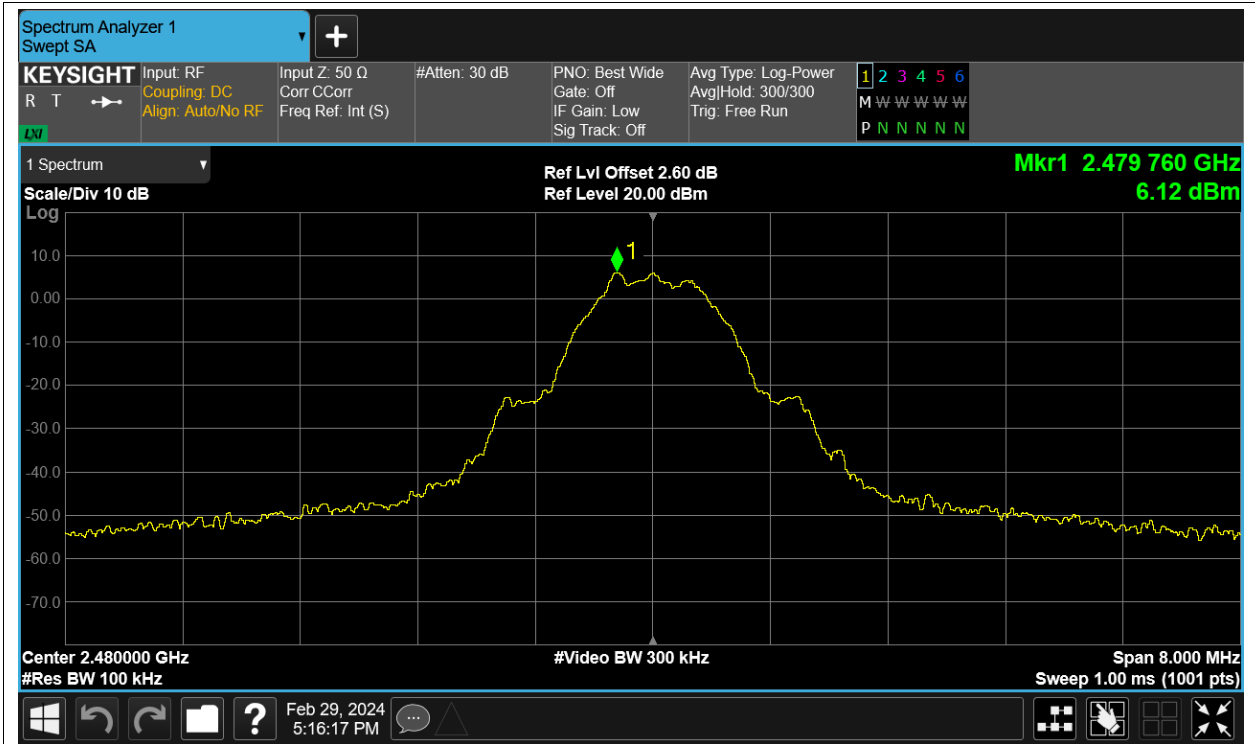 Spectrum Analyzer 1
Swept SA
KEYSIGHT
R T
LXI
Input: RF
Coupling: DC
Align: Auto/No RF
Input Z: 50 Ω
Corr CCorr
Freq Ref: Int (S)
#Atten: 30 dB
PNO: Best Wide
Gate: Off
IF Gain: Low
Sig Track: Off
Avg Type: Log-Power
Avg|Hold: 300/300
Trig: Free Run
1 2 3 4 5 6
M W W W W W
P N N N N N
1 Spectrum
Scale/Div 10 dB
Log
Ref Lvl Offset 2.60 dB
Ref Level 20.00 dBm
Mkr1 2.479 760 GHz
6.12 dBm
1
10.0
0.00
-10.0
-20.0
-30.0
-40.0
-50.0
-60.0
-70.0
Center 2.480000 GHz
#Res BW 100 kHz
#Video BW 300 kHz
Span 8.000 MHz
Sweep 1.00 ms (1001 pts)
?
Feb 29, 2024
5:16:17 PM